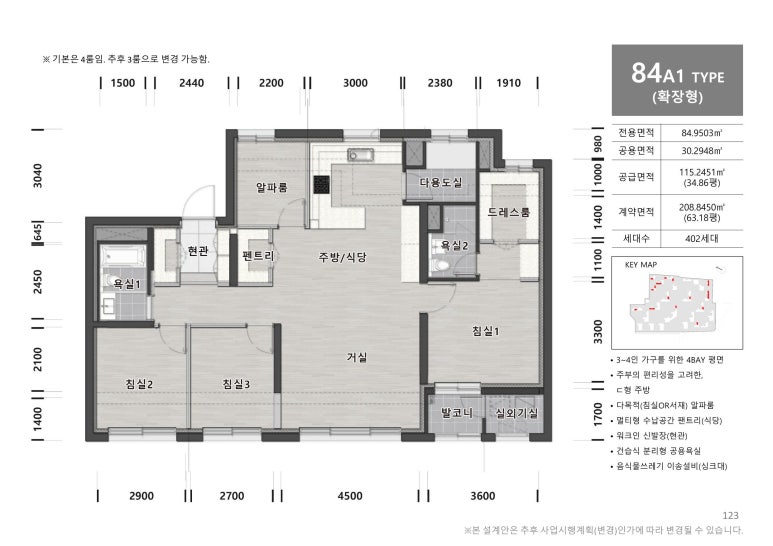 ※ 기본은 4룸임. 추후 3룸으로 변경 가능함.
1500 2440 2200 3000 2380 1910
84A1 TYPE
(확장형)
전용면적 84.9503㎡
공용면적 30.2948㎡
공급면적 115.2451㎡
(34.86평)
계약면적 208.8450㎡
(63.18평)
세대수 402세대
KEY MAP
• 3~4인 가구를 위한 4BAY 평면
• 주부의 편리성을 고려한,
ㄷ형 주방
• 다목적(침실OR서재) 알파룸
• 멀티형 수납공간 팬트리(식당)
• 워크인 신발장(현관)
• 건습식 분리형 공용욕실
• 음식물쓰레기 이송설비(싱크대)
3040
645
2450
2100
1400
980
1000
1400
1100
3300
1700
알파룸
다용도실
드레스룸
현관
펜트리
주방/식당
욕실2
욕실1
침실1
침실2
침실3
거실
발코니
실외기실
2900 2700 4500 3600
123
※본 설계안은 추후 사업시행계획(변경)인가에 따라 변경될 수 있습니다.